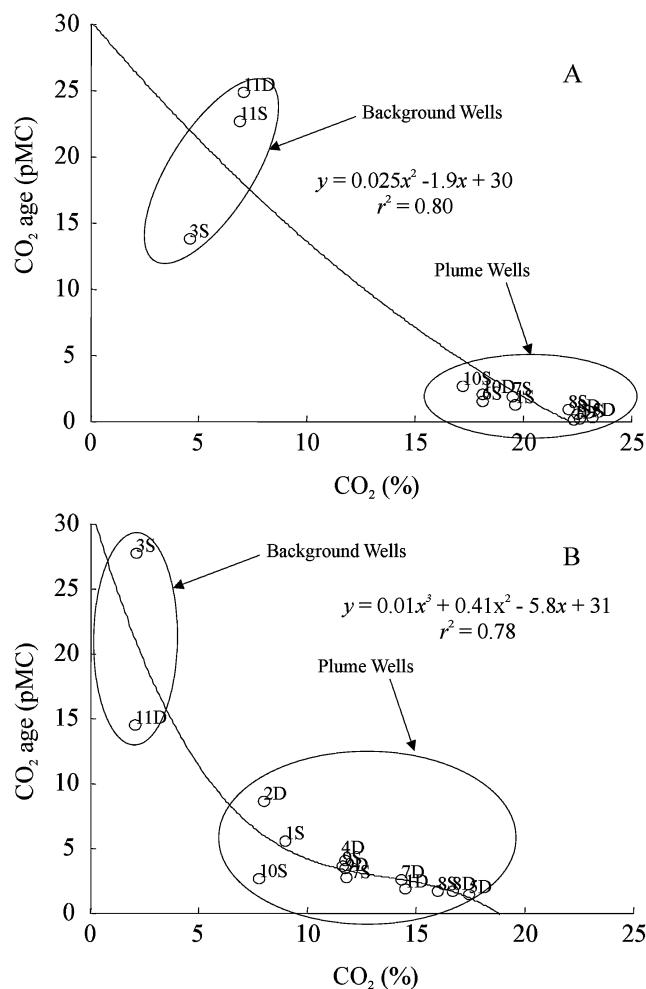 30
25
20
15
10
5
0
CO2 age (pMC)
A
11D
11S
3S
Background Wells
y = 0.025x² -1.9x + 30
r² = 0.80
Plume Wells
10S
10D
7S
6S
1S
8S
0 5 10 15 20 25
CO2 (%)
30
25
20
15
10
5
0
CO2 age (pMC)
B
3S
11D
Background Wells
y = 0.01x³ + 0.41x² - 5.8x + 31
r² = 0.78
Plume Wells
2D
1S
10S
4D
7S
7D
1D
8S
8D
5D
0 5 10 15 20 25
CO2 (%)